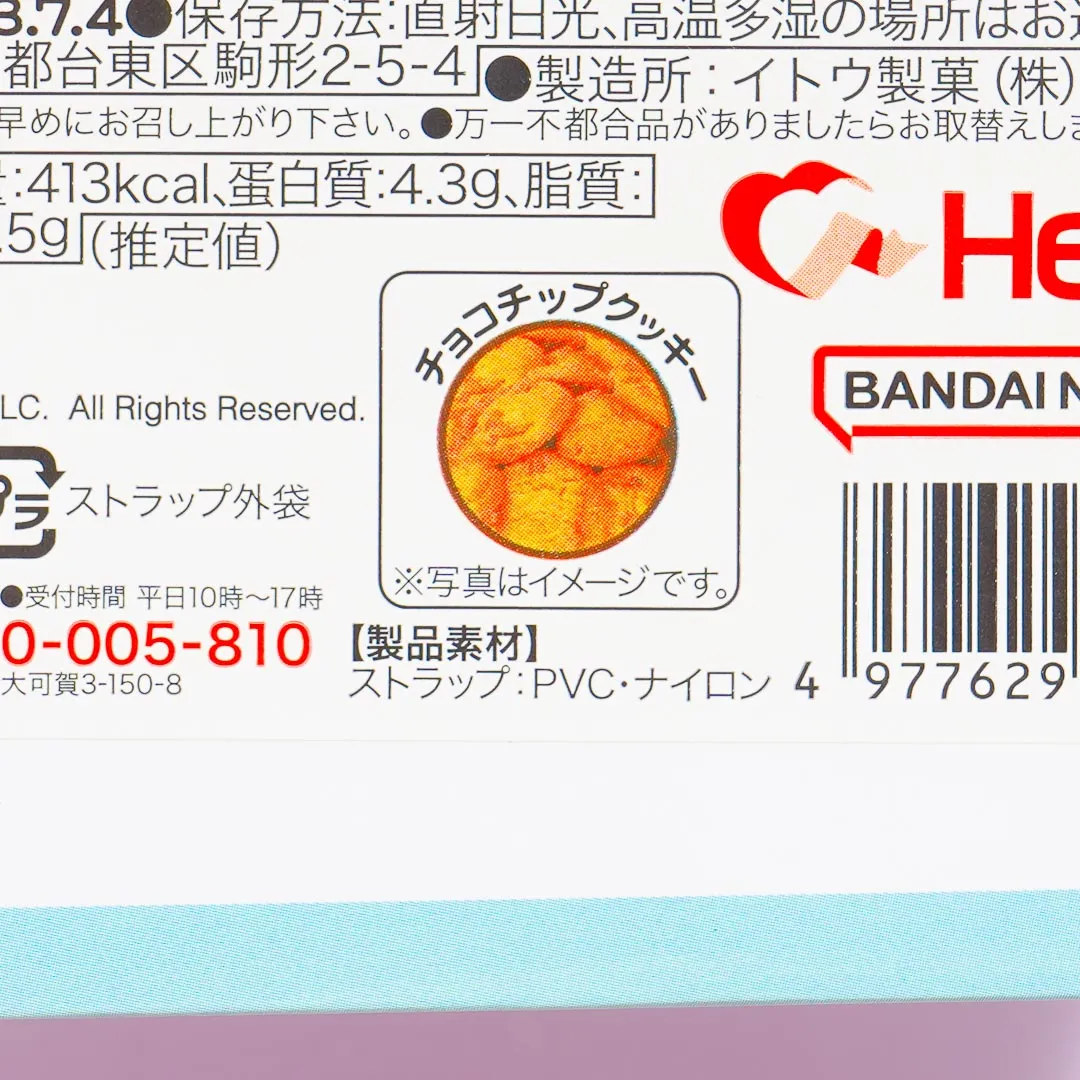 3.7.4●保存方法:直射日光、高温多湿の場所はお
都台東区駒形2-5-4
●製造所:イトウ製菓(株)
早めにお召し上がり下さい。●万一不都合品がありましたらお取替えしま
:413kcal、蛋白質:4.3g、脂質:
.5g(推定値)
He
チョコチップクッキー
BANDAI N
LC. All Rights Reserved.
プラ
ストラップ外袋
※写真はイメージです。
●受付時間 平日10時〜17時
0-005-810
大可賀3-150-8
【製品素材】
ストラップ:PVC・ナイロン
4 977629